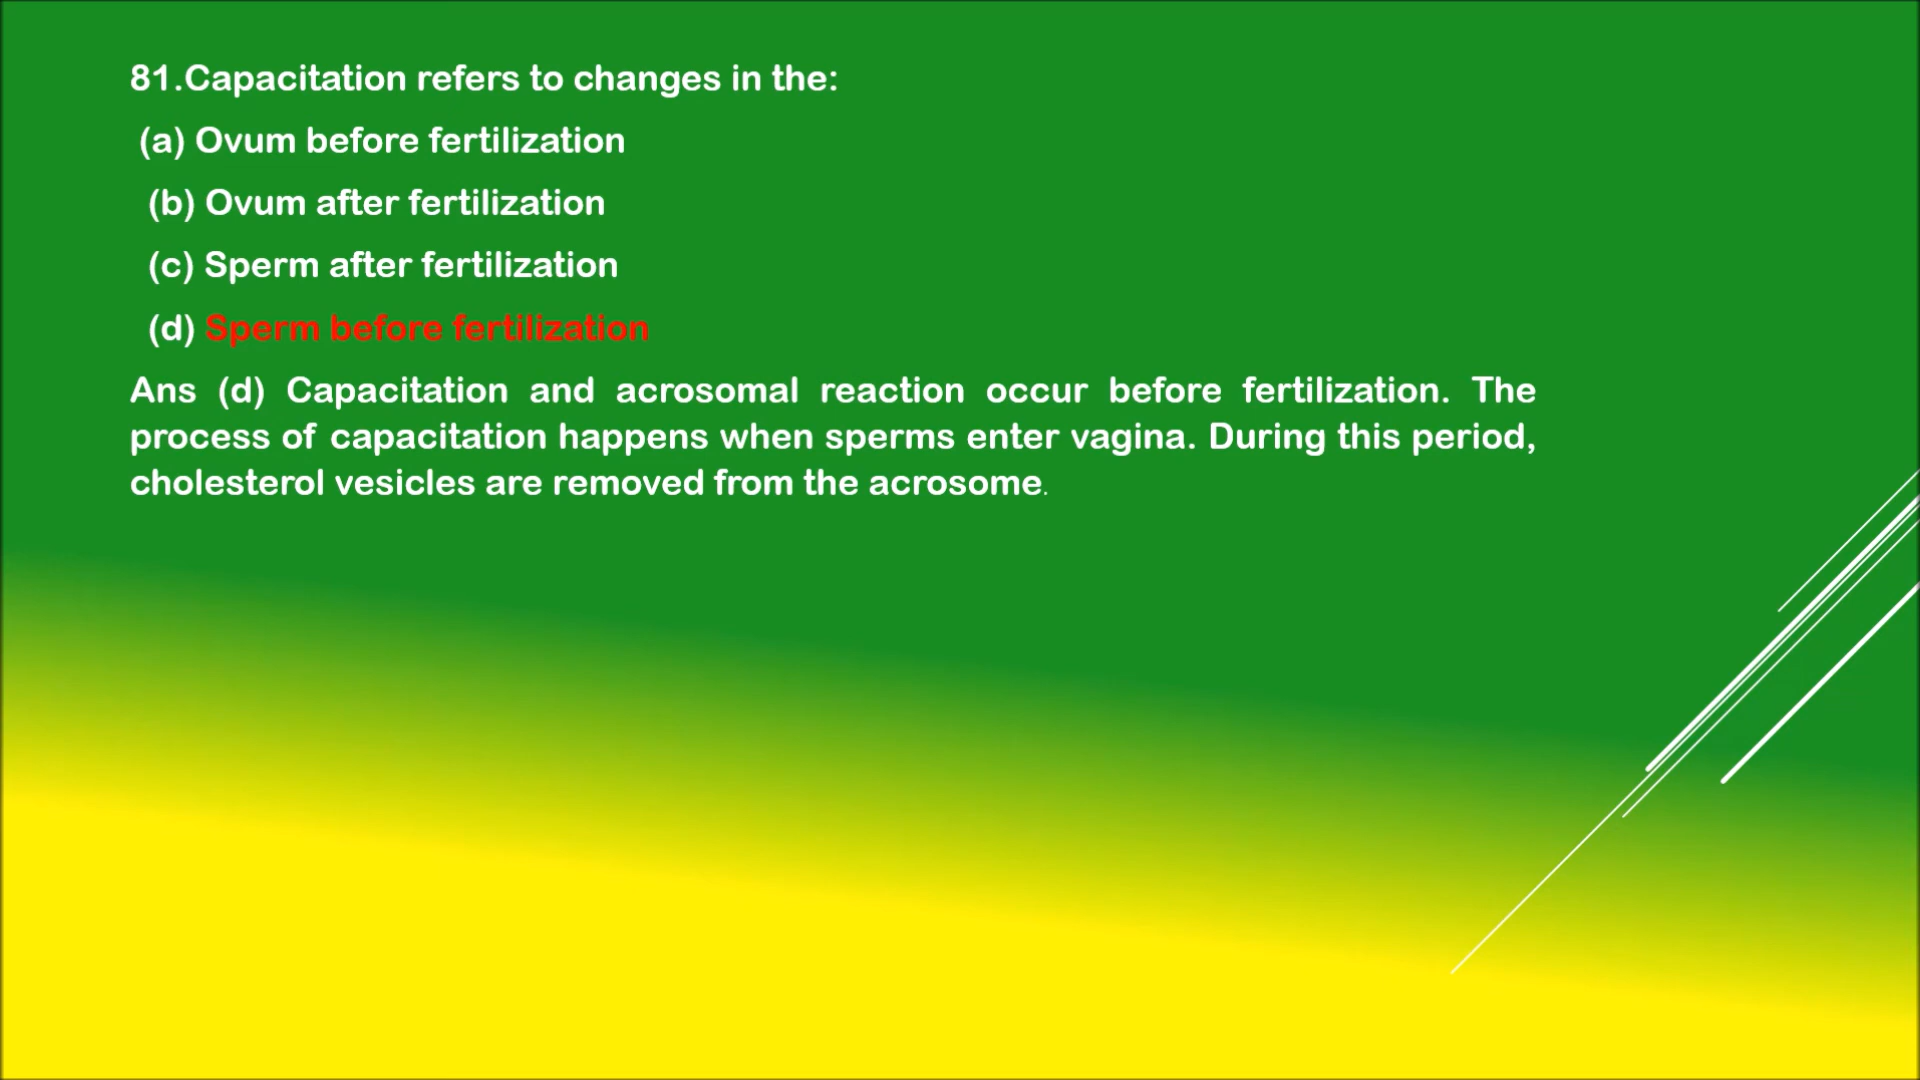 81.Capacitation refers to changes in the:
(a) Ovum before fertilization
(b) Ovum after fertilization
(c) Sperm after fertilization
(d) Sperm before fertilization
Ans (d) Capacitation and acrosomal reaction occur before fertilization. The
process of capacitation happens when sperms enter vagina. During this period,
cholesterol vesicles are removed from the acrosome.